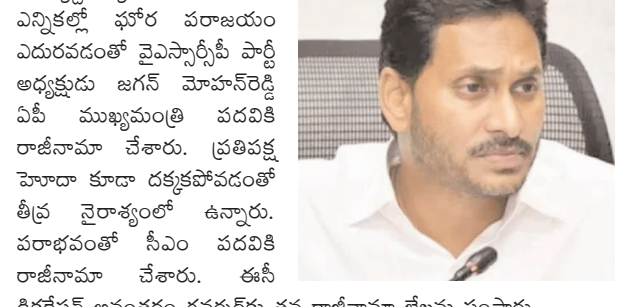 ఎన్నికల్లో ఘోర పరాజయం
ఎదురవడంతో వైఎస్సార్సీపీ పార్టీ
అధ్యక్షుడు జగన్ మోహన్‌రెడ్డి
ఏపీ ముఖ్యమంత్రి పదవికి
రాజీనామా చేశారు. ప్రతిపక్ష
హెూదా కూడా దక్కకపోవడంతో
తీవ్ర నైరాశ్యంలో ఉన్నారు.
పరాభవంతో సీఎం పదవికి
రాజీనామా చేశారు. ఈసీ